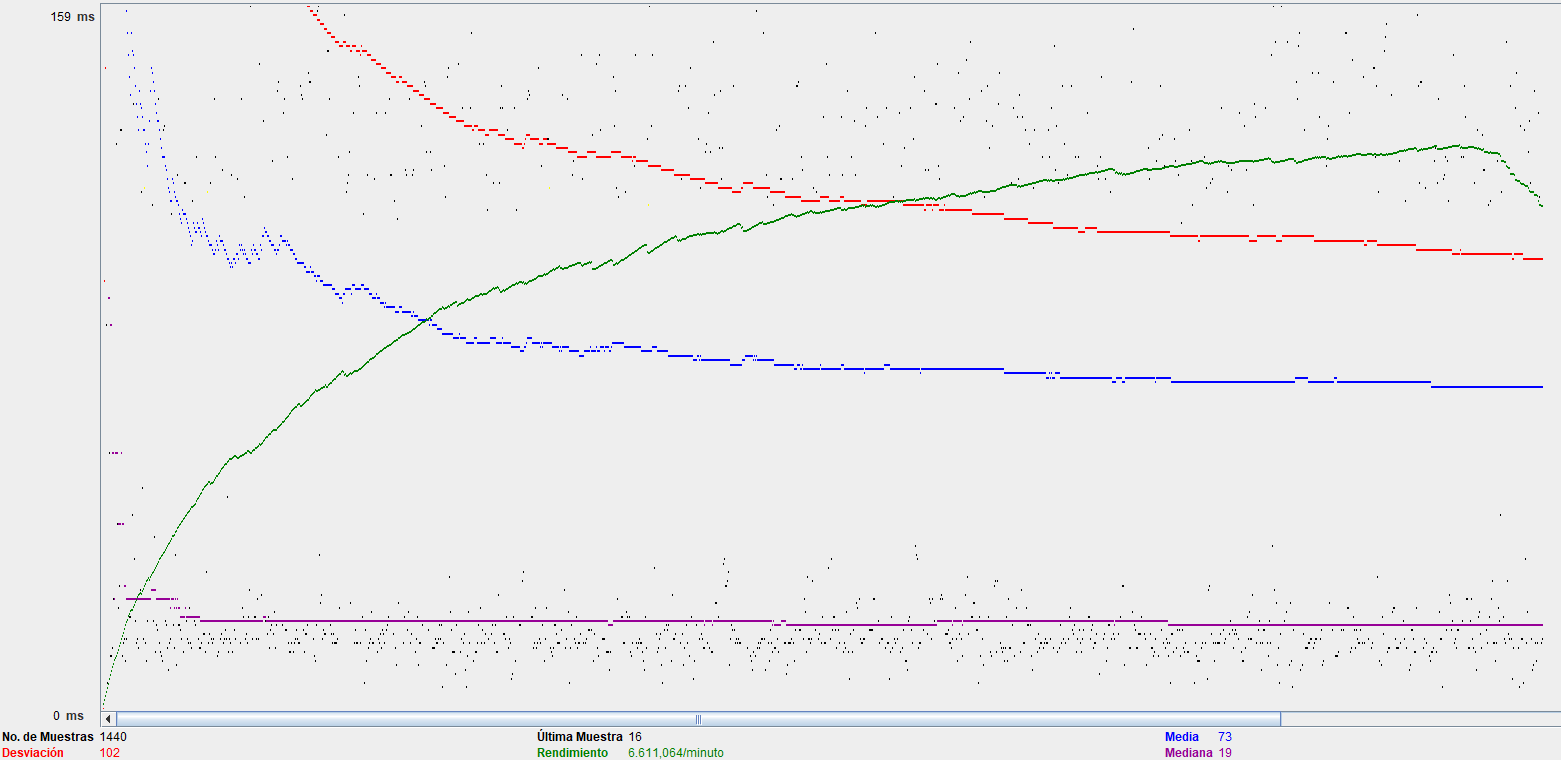 159 ms
0 ms
No. de Muestras 1440 Última Muestra 16 Media 73
Desviación 102 Rendimiento 6.611,064/minuto Mediana 19